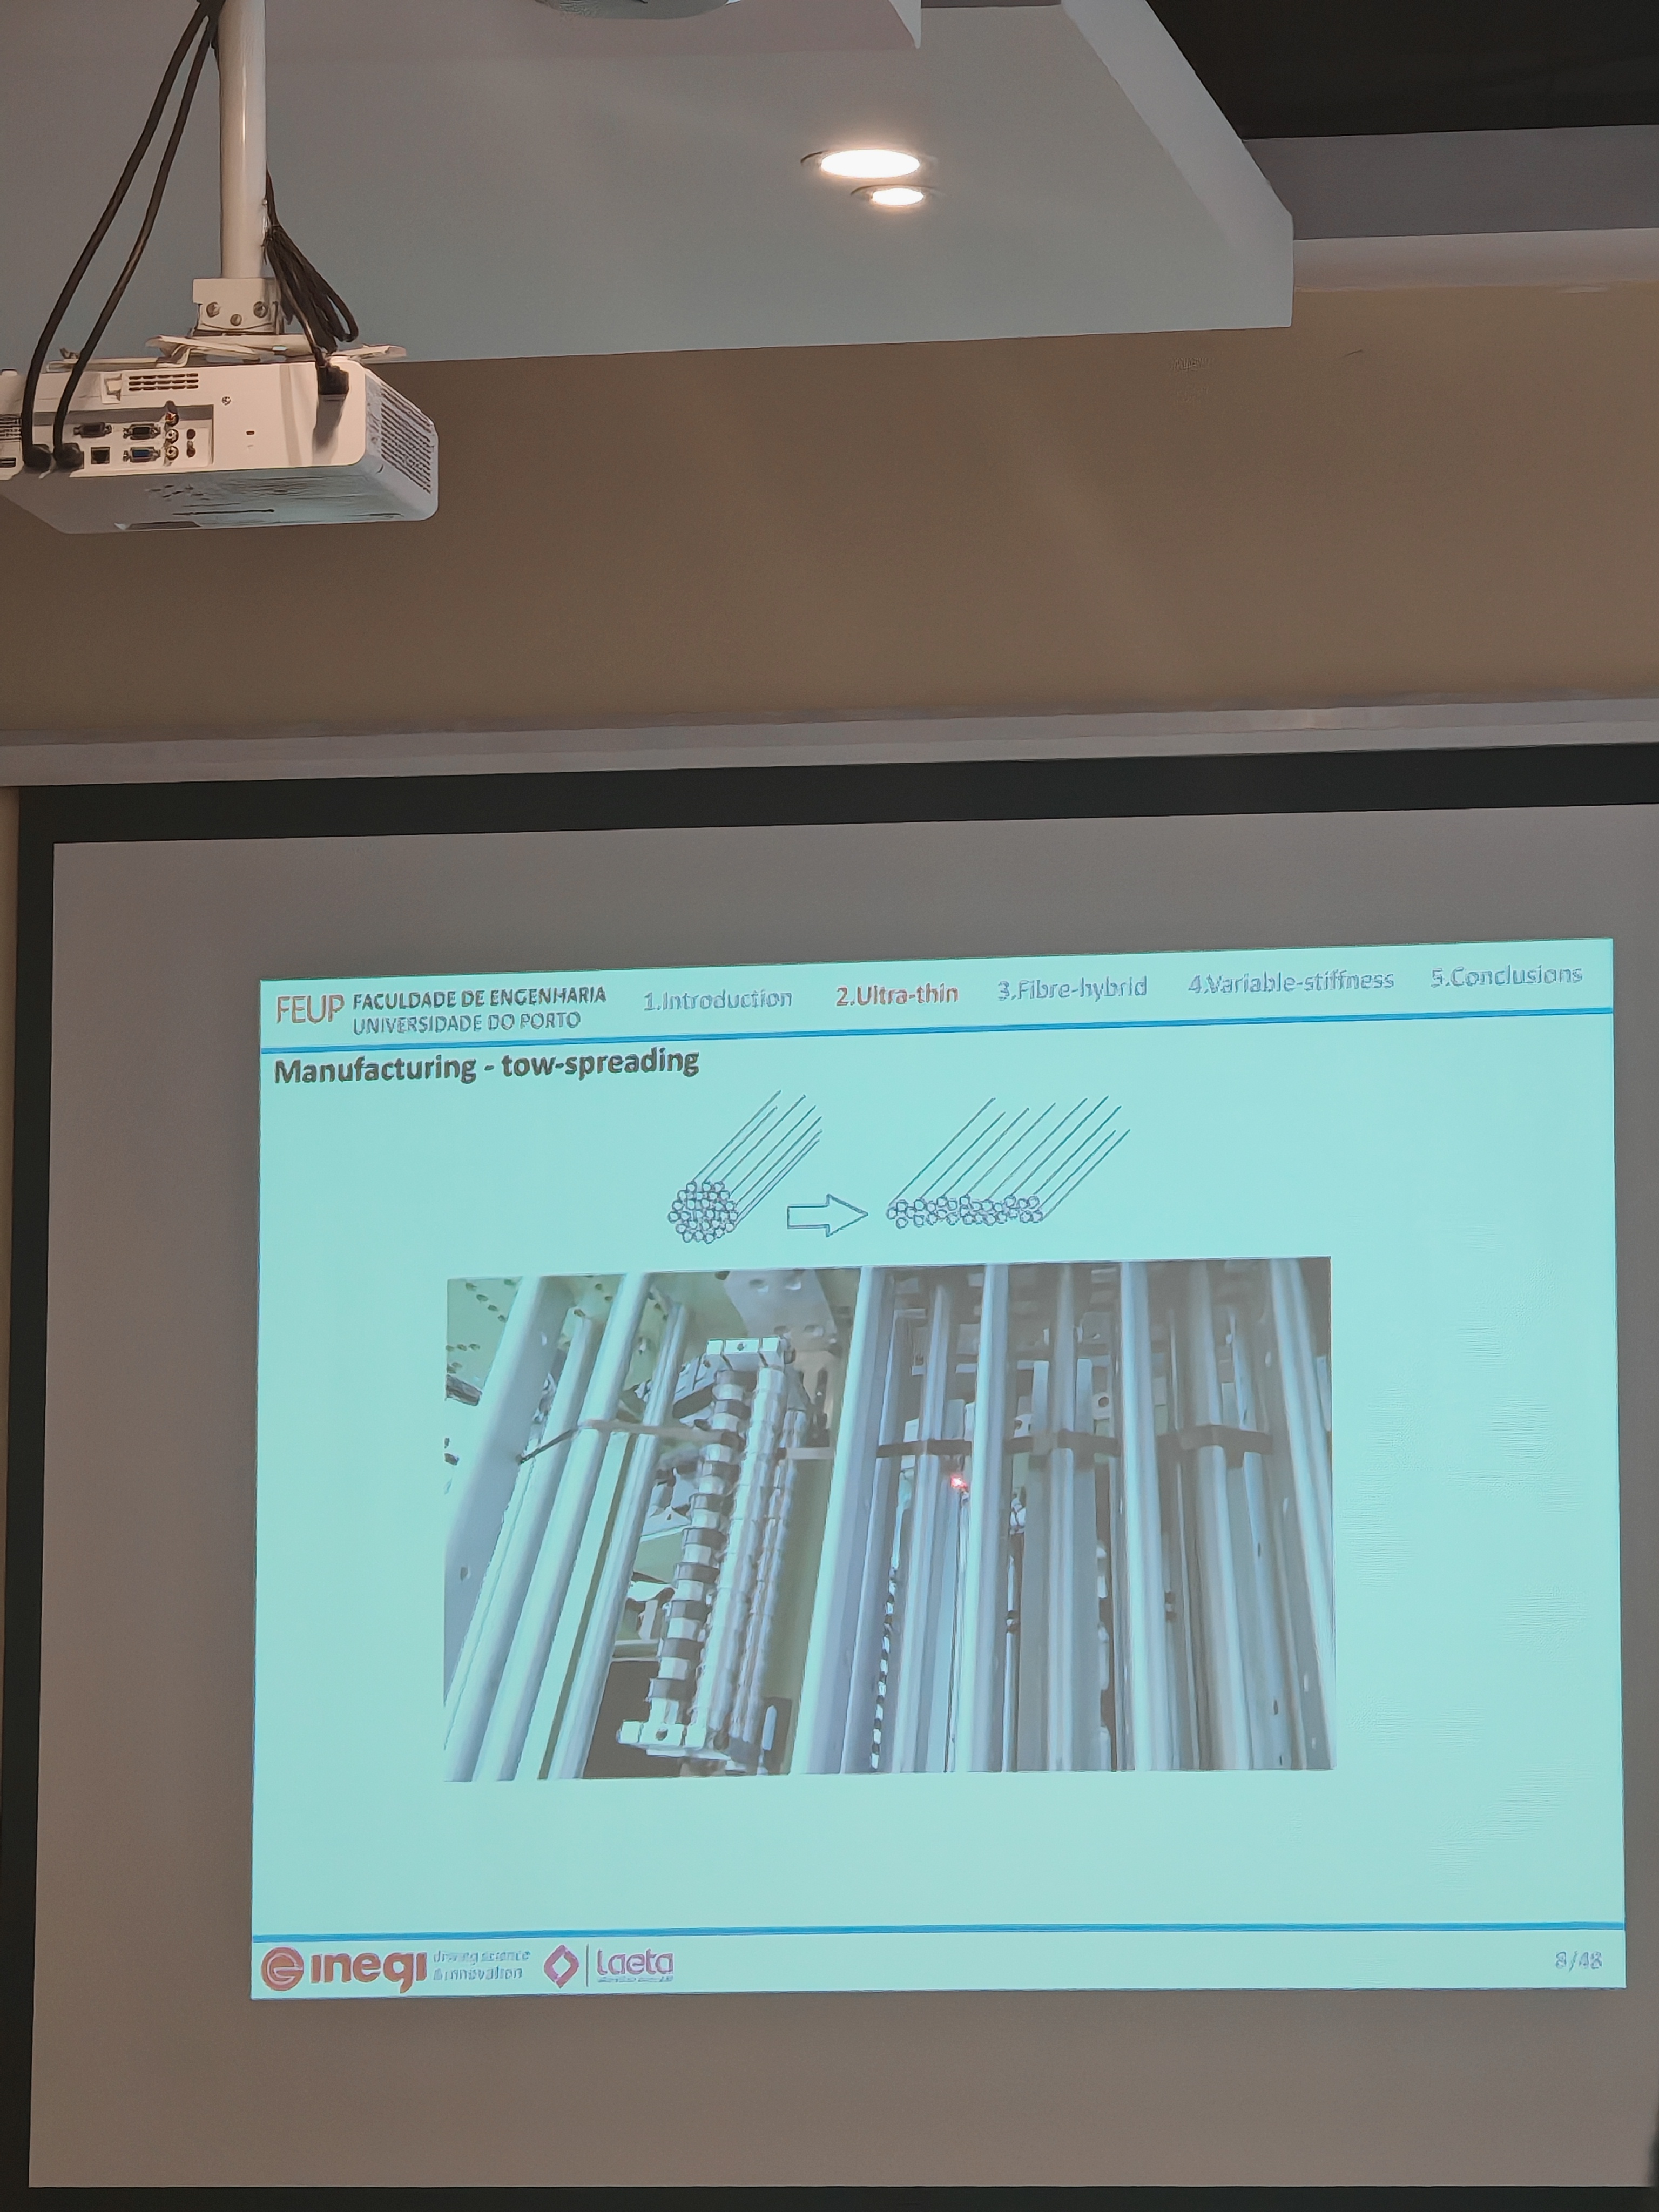 FEUP FACULDADE DE ENGENHARIA
UNIVERSIDADE DO PORTO
1.Introduction 2.Ultra-thin 3.Fibre-hybrid 4.Variable-stiffness 5.Conclusions
Manufacturing - tow-spreading
inegi driving science
& innovation
Laeta
8/48